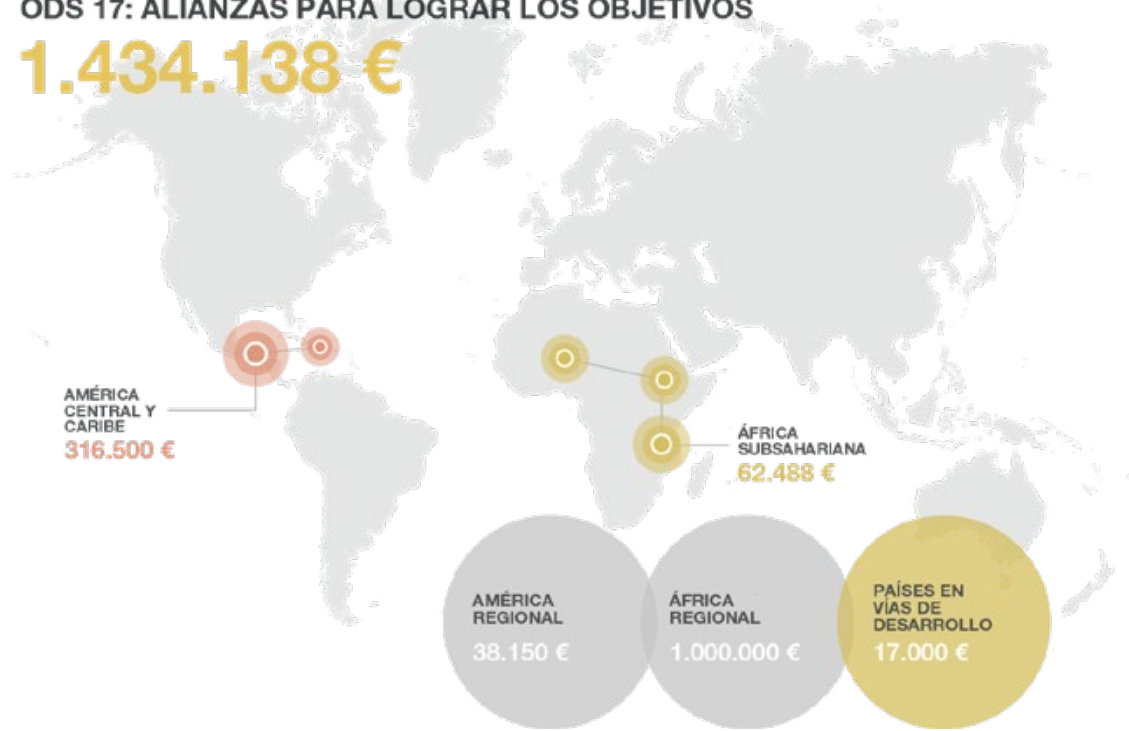 ODS 17: ALIANZAS PARA LOGRAR LOS OBJETIVOS
1.434.138 €
AMÉRICA
CENTRAL Y
CARIBE
316.500 €
ÁFRICA
SUBSAHARIANA
62.488 €
AMÉRICA
REGIONAL
38.150 €
ÁFRICA
REGIONAL
1.000.000 €
PAÍSES EN
VÍAS DE
DESARROLLO
17.000 €